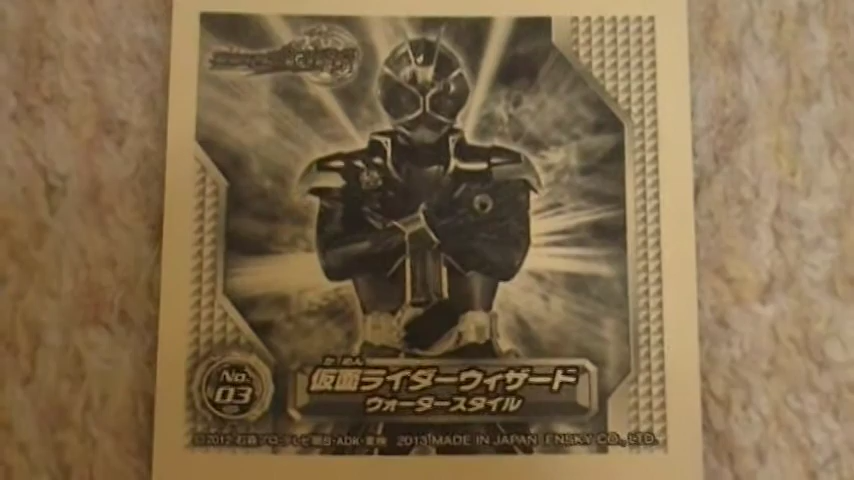 No.
03
か めん
仮面ライダーウィザード
ウォータースタイル
©2012 石森プロ・テレビ朝日・ADK・東映 2013 MADE IN JAPAN ENSKY CO., LTD.